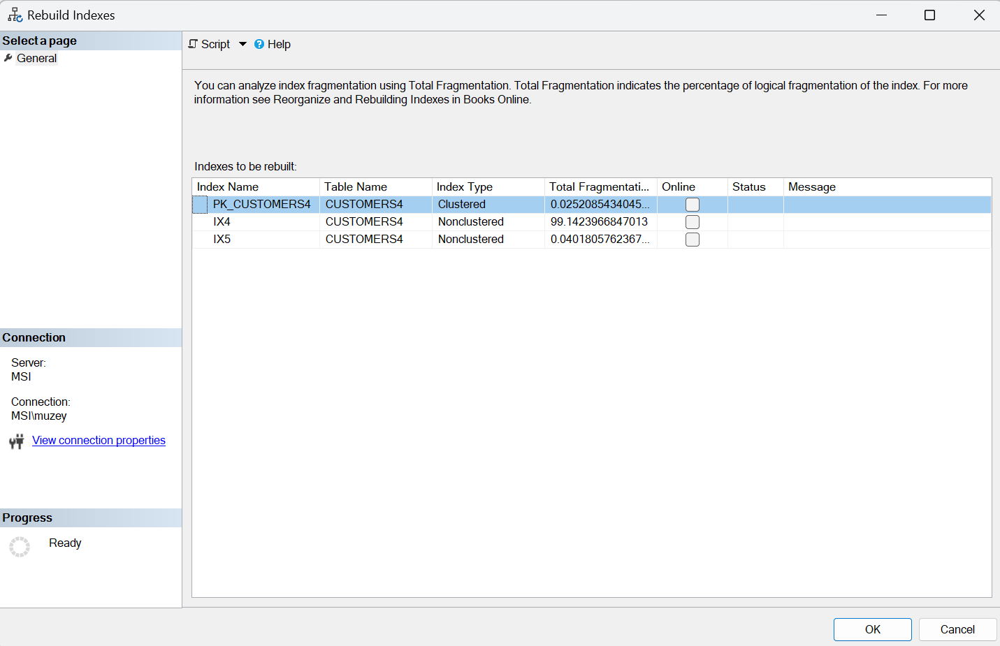 Rebuild Indexes
Select a page
General
Script
Help
You can analyze index fragmentation using Total Fragmentation. Total Fragmentation indicates the percentage of logical fragmentation of the index. For more
information see Reorganize and Rebuilding Indexes in Books Online.
Indexes to be rebuilt:
Index Name Table Name Index Type Total Fragmentati... Online Status Message
PK_CUSTOMERS4 CUSTOMERS4 Clustered 0.0252085434045...
IX4 CUSTOMERS4 Nonclustered 99.1423966847013
IX5 CUSTOMERS4 Nonclustered 0.0401805762367...
Connection
Server:
MSI
Connection:
MSI\muzey
View connection properties
Progress
Ready
OK
Cancel